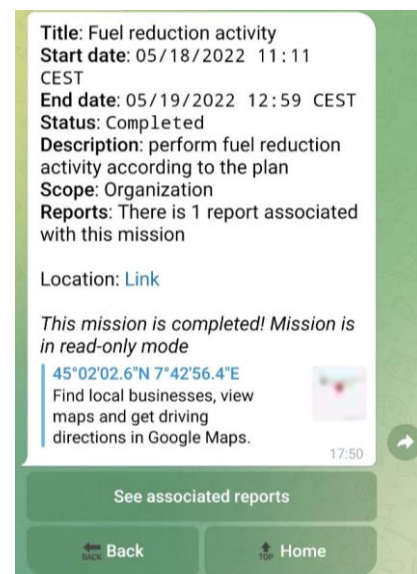 Title: Fuel reduction activity
Start date: 05/18/2022 11:11
CEST
End date: 05/19/2022 12:59 CEST
Status: Completed
Description: perform fuel reduction
activity according to the plan
Scope: Organization
Reports: There is 1 report associated
with this mission
Location: Link
This mission is completed! Mission is
in read-only mode
45°02'02.6"N 7°42'56.4"E
Find local businesses, view
maps and get driving
directions in Google Maps.
17:50
See associated reports
BACK Back
TOP Home